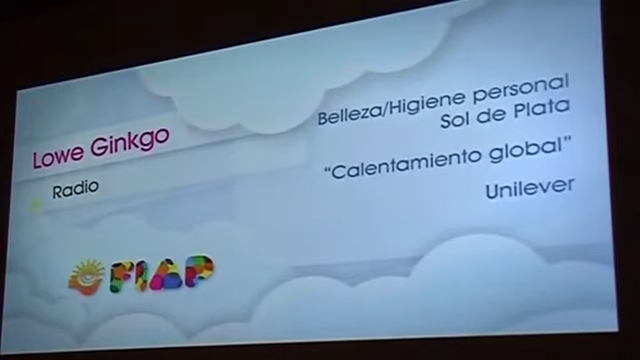 Lowe Ginkgo
Radio
FIAP
Belleza/Higiene personal
Sol de Plata
"Calentamiento global"
Unilever